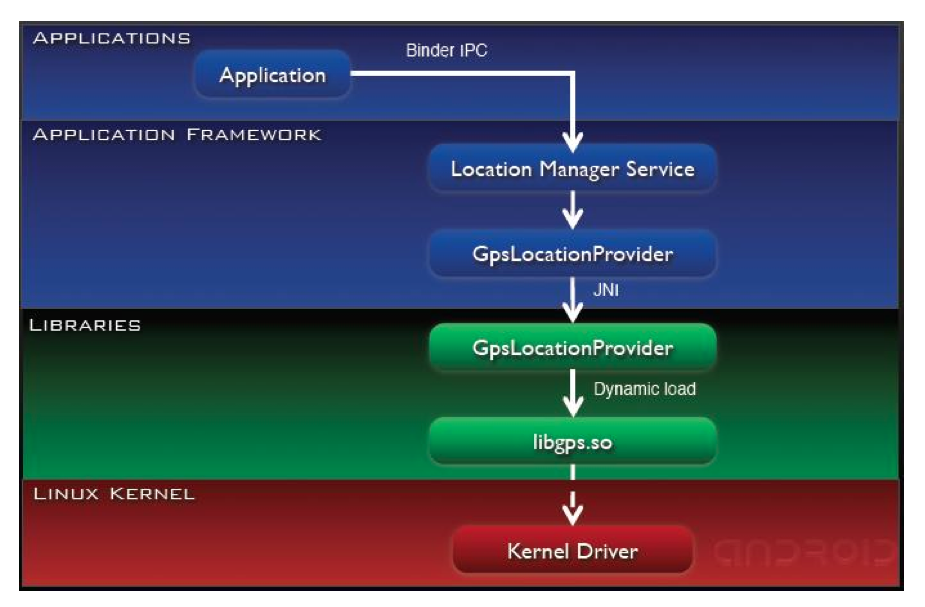 APPLICATIONS
Binder IPC
Application
APPLICATION FRAMEWORK
Location Manager Service
GpsLocationProvider
JNI
LIBRARIES
GpsLocationProvider
Dynamic load
libgps.so
LINUX KERNEL
Kernel Driver
ANDROID